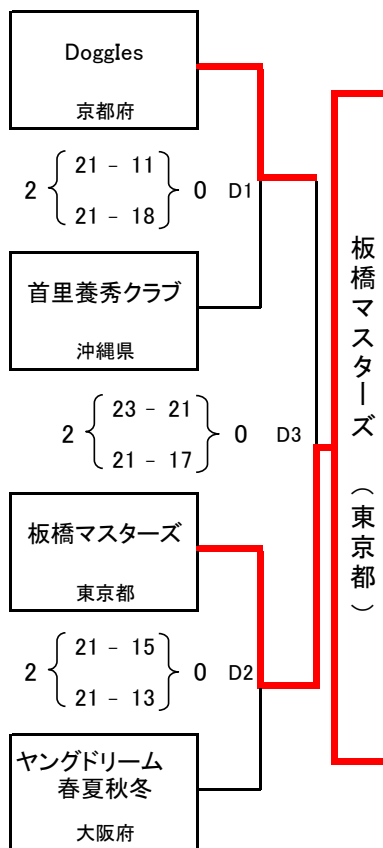 DoggIes
京都府
2 { 21 - 11 } 0 D1
21 - 18
首里養秀クラブ
沖縄県
2 { 23 - 21 } 0 D3
21 - 17
板橋マスターズ
東京都
2 { 21 - 15 } 0 D2
21 - 13
ヤングドリーム
春夏秋冬
大阪府
板橋マスターズ (東京都)